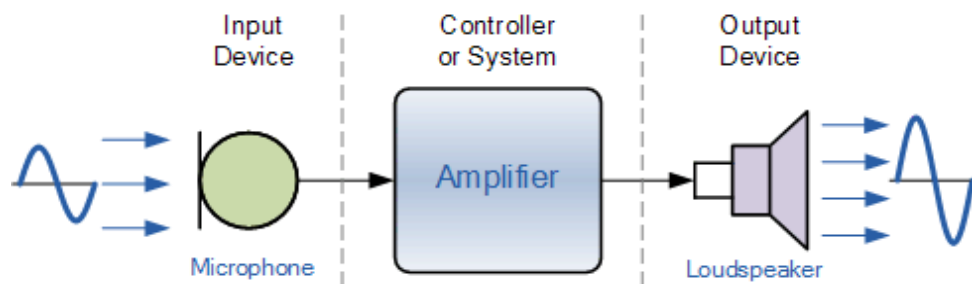 Input
Device
Controller
or System
Output
Device
Amplifier
Microphone
Loudspeaker